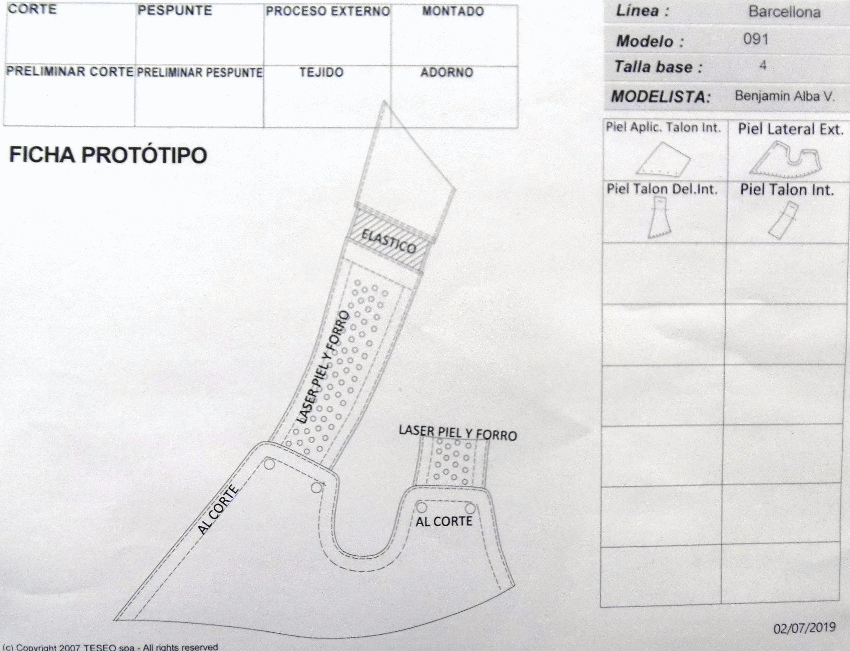 CORTE PESPUNTE PROCESO EXTERNO MONTADO
PRELIMINAR CORTE PRELIMINAR PESPUNTE TEJIDO ADORNO
FICHA PROTÓTIPO
Línea : Barcellona
Modelo : 091
Talla base : 4
MODELISTA: Benjamin Alba V.
Piel Aplic. Talon Int. Piel Lateral Ext.
Piel Talon Del.Int. Piel Talon Int.
ELASTICO
LASER PIEL Y FORRO
LASER PIEL Y FORRO
AL CORTE
AL CORTE
02/07/2019
(c) Copyright 2007 TESEO spa - All rights reserved